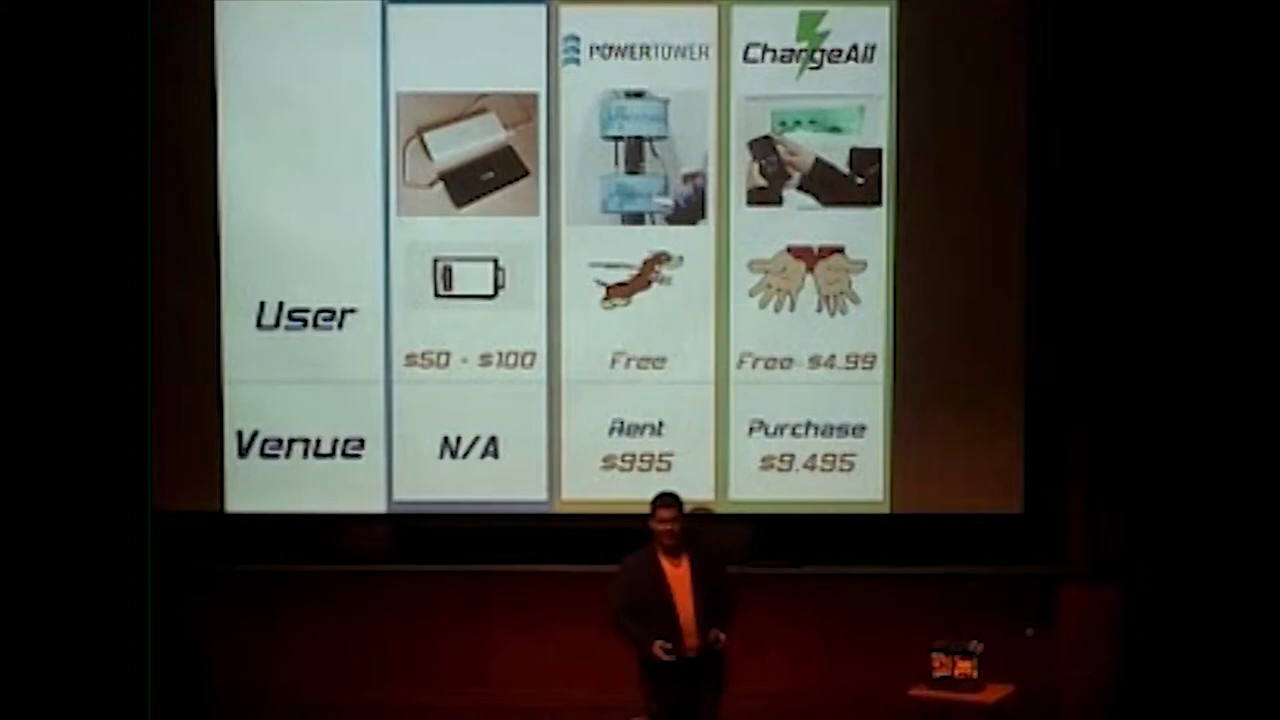 POWERTOWER
ChargeAll
User
$50 - $100
Free
Free $4.99
Venue
N/A
Rent
$995
Purchase
$9.495